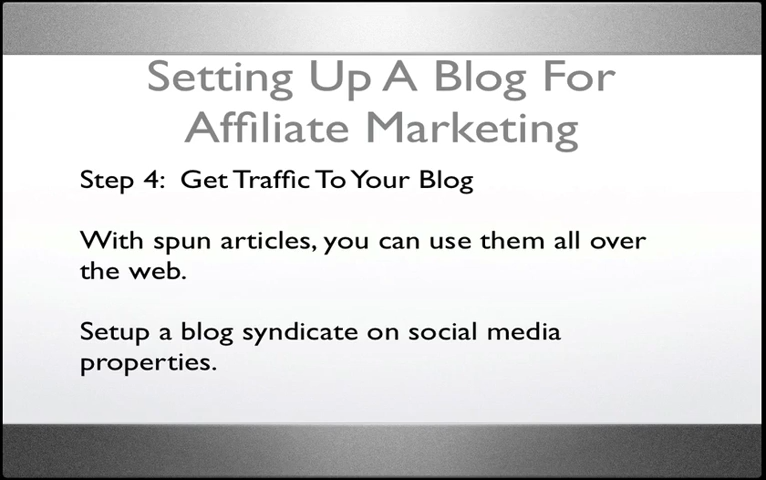 Setting Up A Blog For
Affiliate Marketing
Step 4: Get Traffic To Your Blog
With spun articles, you can use them all over
the web.
Setup a blog syndicate on social media
properties.